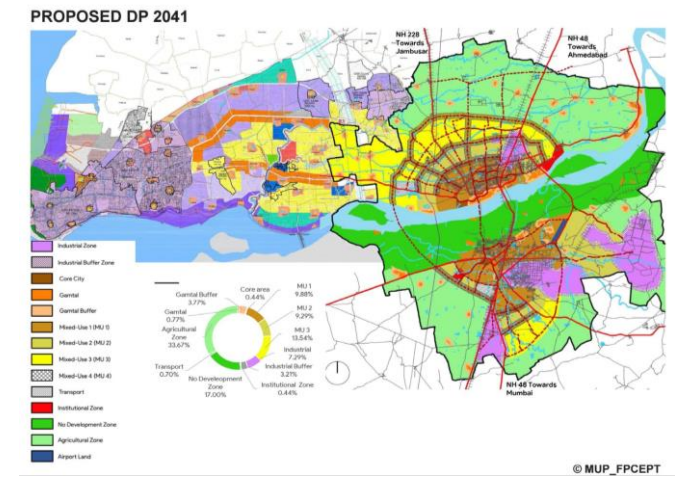 PROPOSED DP 2041
NH 228
Towards
Jambusar
NH 48
Towards
Ahmedabad
Industrial Zone
Industrial Buffer Zone
Core City
Gamtal
Gamtal Buffer
Mixed-Use 1 (MU 1)
Mixed-Use 2 (MU 2)
Mixed-Use 3 (MU 3)
Mixed-Use 4 (MU 4)
Transport
Institutional Zone
No Development Zone
Agricultural Zone
Airport Land
Core area
0.44%
MU 1
9.88%
MU 2
9.29%
MU 3
13.54%
Industrial
7.29%
Industrial Buffer
3.21%
Institutional Zone
0.44%
No Development
Zone
17.00%
Transport
0.70%
Agricultural
Zone
33.67%
Gamtal
0.77%
Gamtal Buffer
3.77%
NH 48 Towards
Mumbai
© MUP_FPCEPT